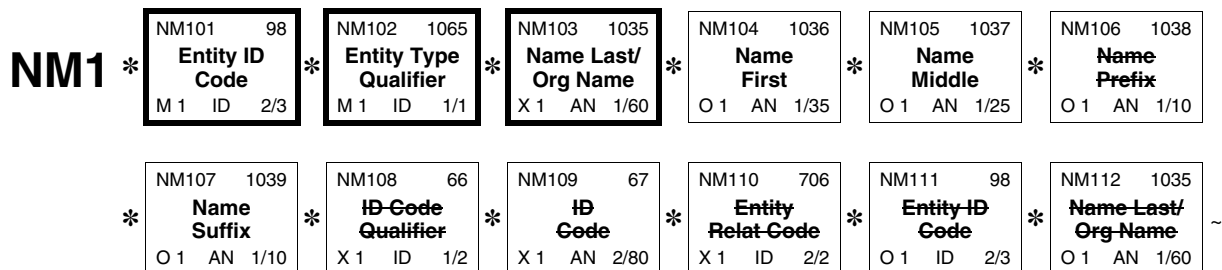 NM101 98 NM102 1065 NM103 1035 NM104 1036 NM105 1037 NM106 1038
NM1 * Entity ID * Entity Type * Name Last/ * Name * Name * Name
Code Qualifier Org Name First Middle Prefix
M 1 ID 2/3 M 1 ID 1/1 X 1 AN 1/60 O 1 AN 1/35 O 1 AN 1/25 O 1 AN 1/10
NM107 1039 NM108 66 NM109 67 NM110 706 NM111 98 NM112 1035
* Name * ID Code * ID * Entity * Entity ID * Name Last/ ~
Suffix Qualifier Code Relat Code Code Org Name
O 1 AN 1/10 X 1 ID 1/2 X 1 AN 2/80 X 1 ID 2/2 O 1 ID 2/3 O 1 AN 1/60